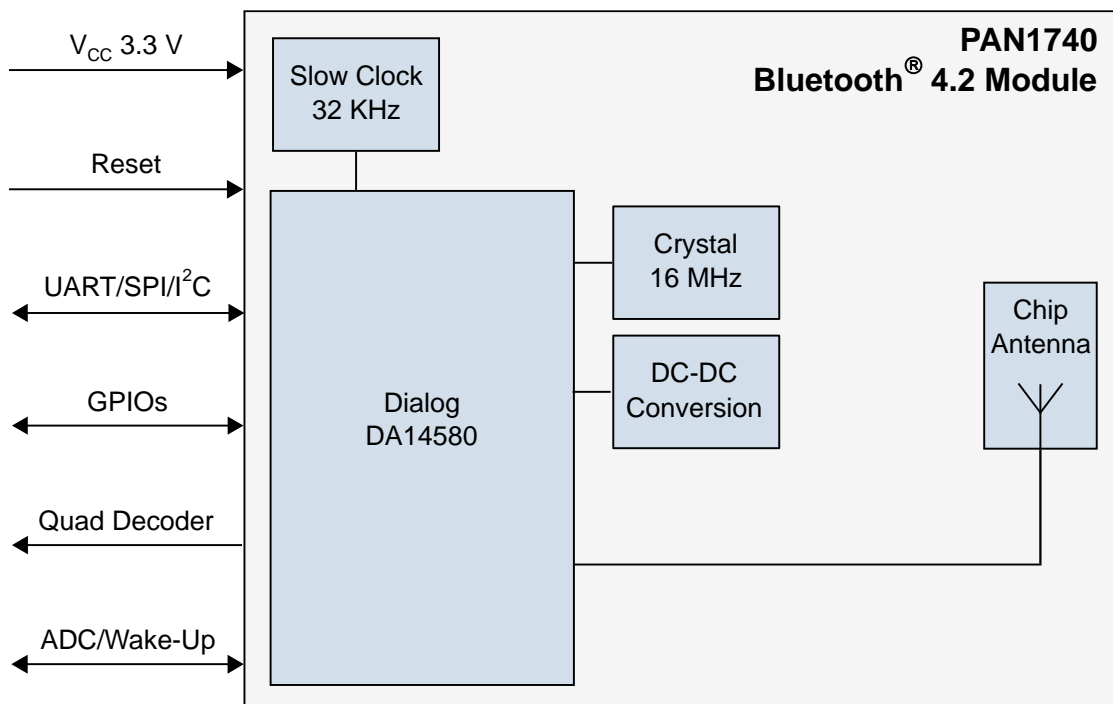 V_CC 3.3 V
Reset
UART/SPI/I²C
GPIOs
Quad Decoder
ADC/Wake-Up
PAN1740
Bluetooth® 4.2 Module
Slow Clock
32 KHz
Dialog
DA14580
Crystal
16 MHz
DC-DC
Conversion
Chip
Antenna